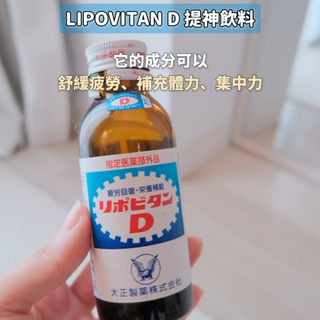 LIPOVITAN D 提神飲料
它的成分可以
舒緩疲勞、補充體力、集中力
D
指定医薬部外品
疲労回復・栄養補給
リポビタン
D
大正製薬株式会社